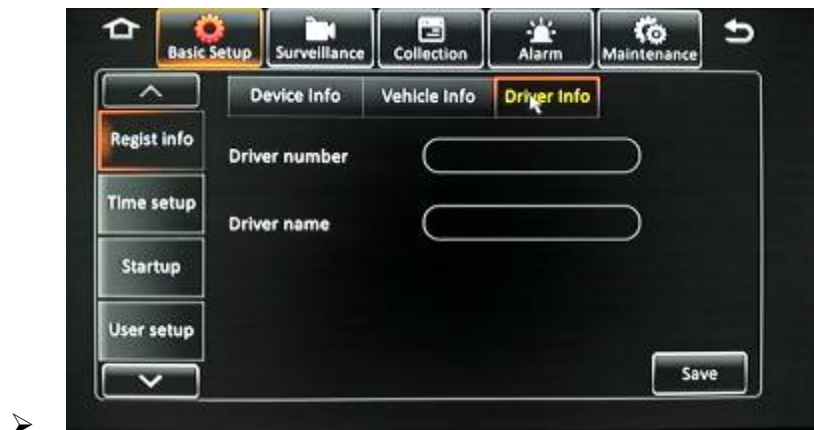 Basic Setup Surveillance Collection Alarm Maintenance
Device Info Vehicle Info Driver Info
Regist info
Driver number
Time setup
Driver name
Startup
User setup
Save